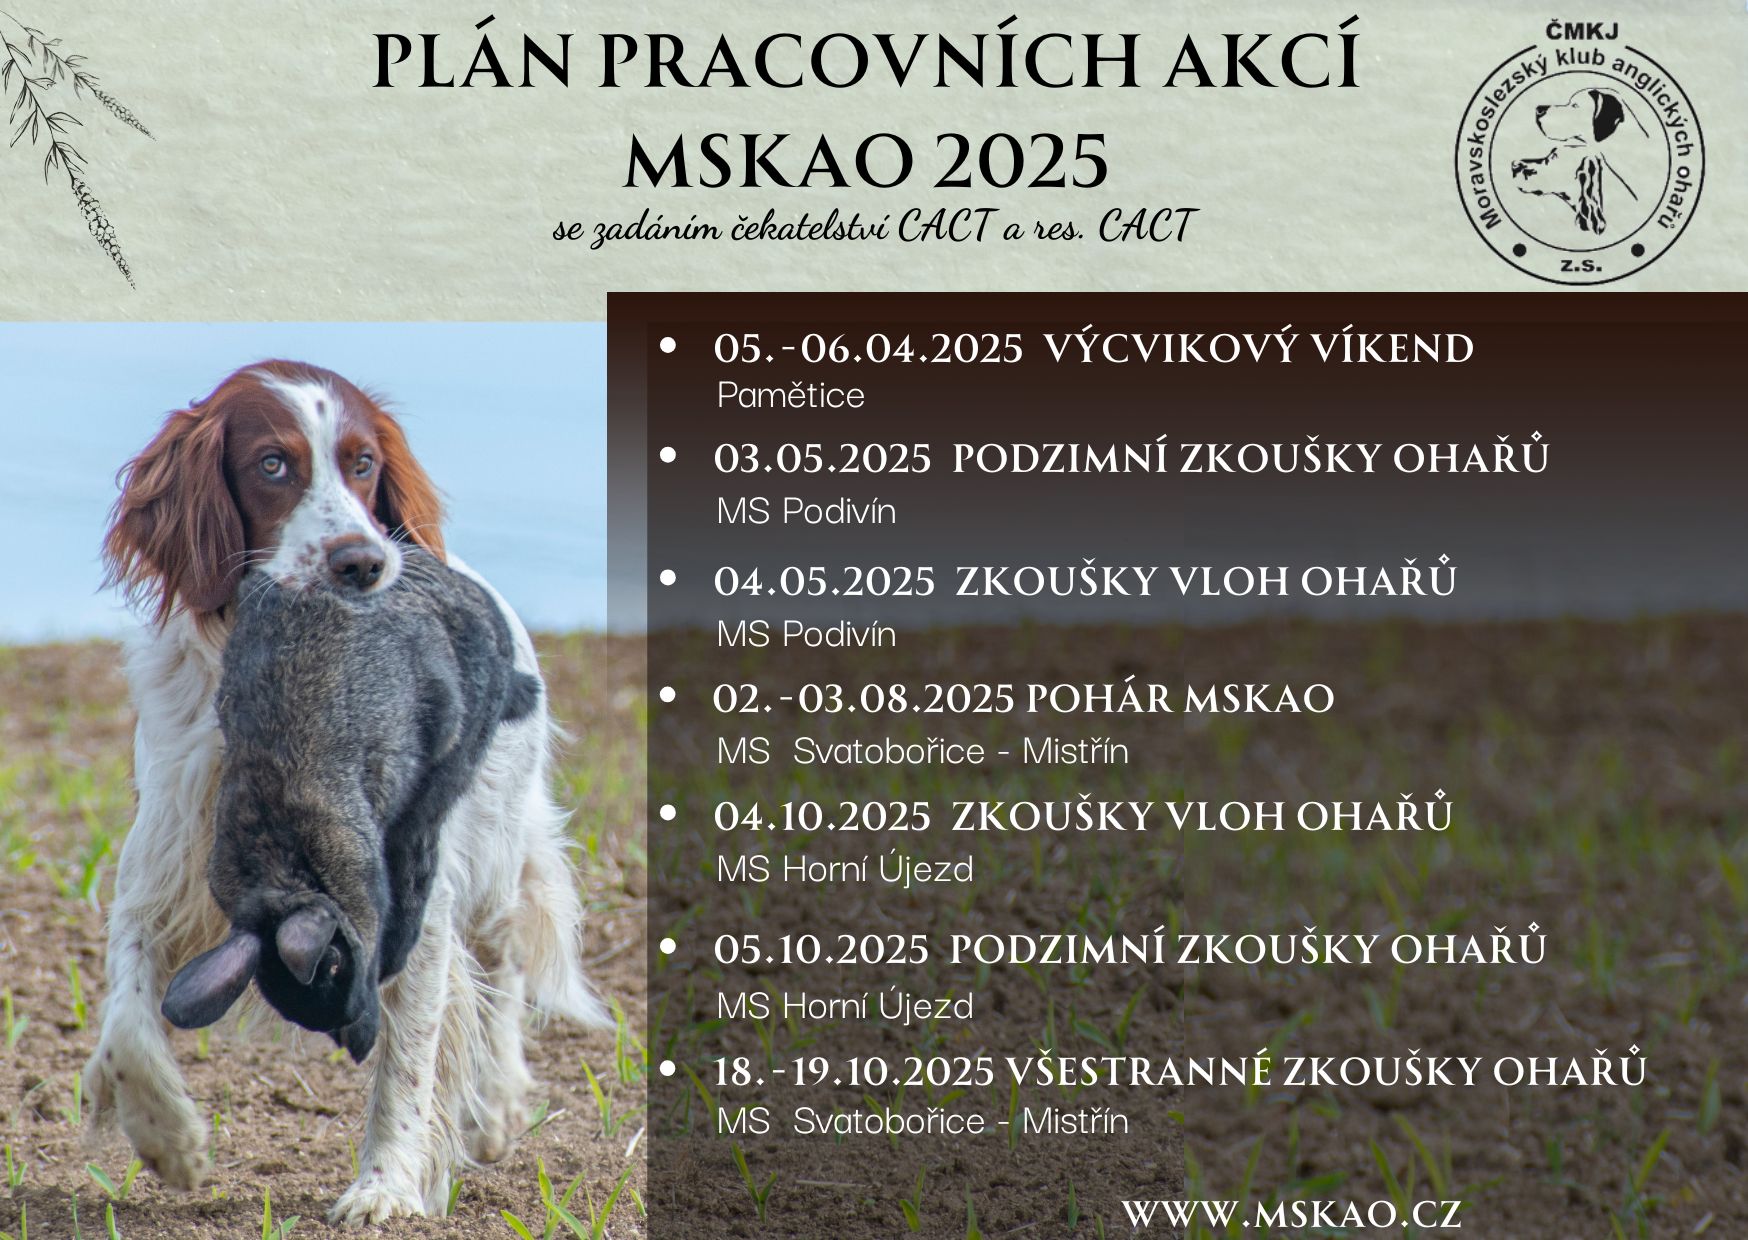 PLÁN PRACOVNÍCH AKCÍ
MSKAO 2025
se zadáním čekatelství CACT a res. CACT
ČMKJ
Moravskoslezský klub anglických ohařů
z.s.
• 05.-06.04.2025 VÝCVIKOVÝ VÍKEND
Pamětice
• 03.05.2025 PODZIMNÍ ZKOUŠKY OHAŘŮ
MS Podivín
• 04.05.2025 ZKOUŠKY VLOH OHAŘŮ
MS Podivín
• 02.-03.08.2025 POHÁR MSKAO
MS Svatobořice - Mistřín
• 04.10.2025 ZKOUŠKY VLOH OHAŘŮ
MS Horní Újezd
• 05.10.2025 PODZIMNÍ ZKOUŠKY OHAŘŮ
MS Horní Újezd
• 18.-19.10.2025 VŠESTRANNÉ ZKOUŠKY OHAŘŮ
MS Svatobořice - Mistřín
WWW.MSKAO.CZ